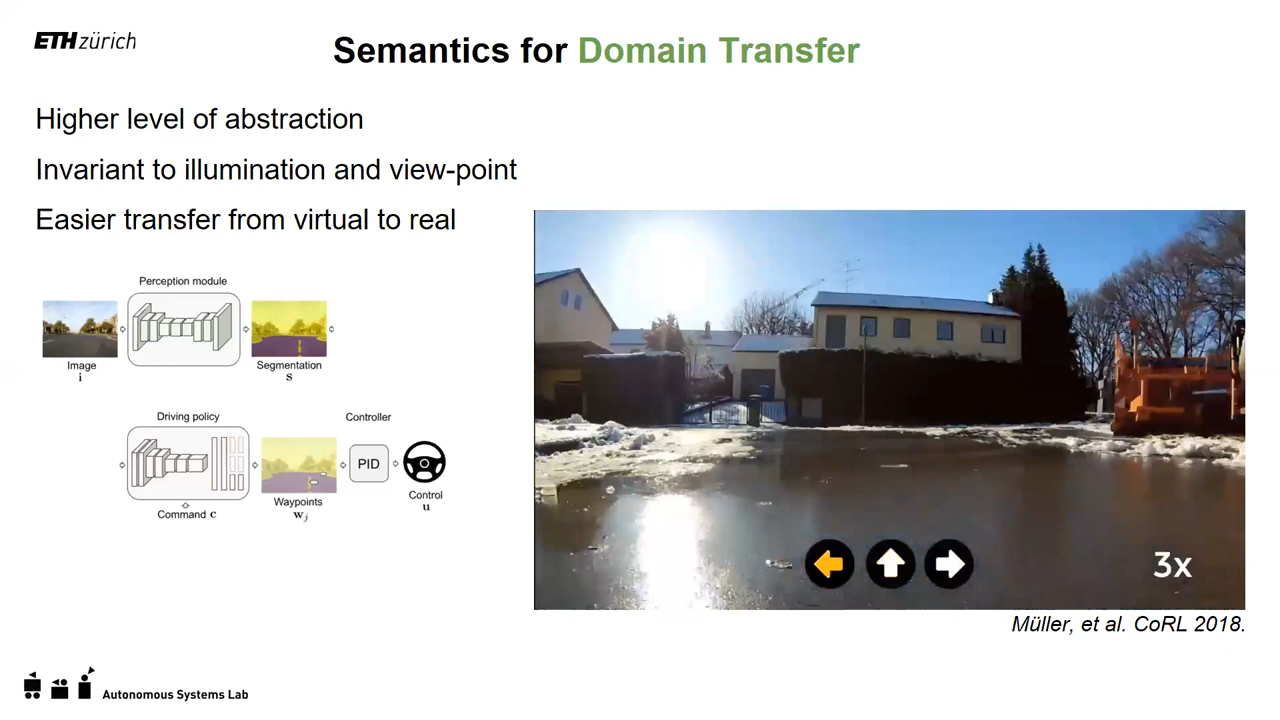 ETH zürich
Semantics for Domain Transfer
Higher level of abstraction
Invariant to illumination and view-point
Easier transfer from virtual to real
Perception module
Image
i
Segmentation
s
Driving policy
Controller
PID
Command c
Waypoints
wj
Control
u
3x
Müller, et al. CoRL 2018.
Autonomous Systems Lab